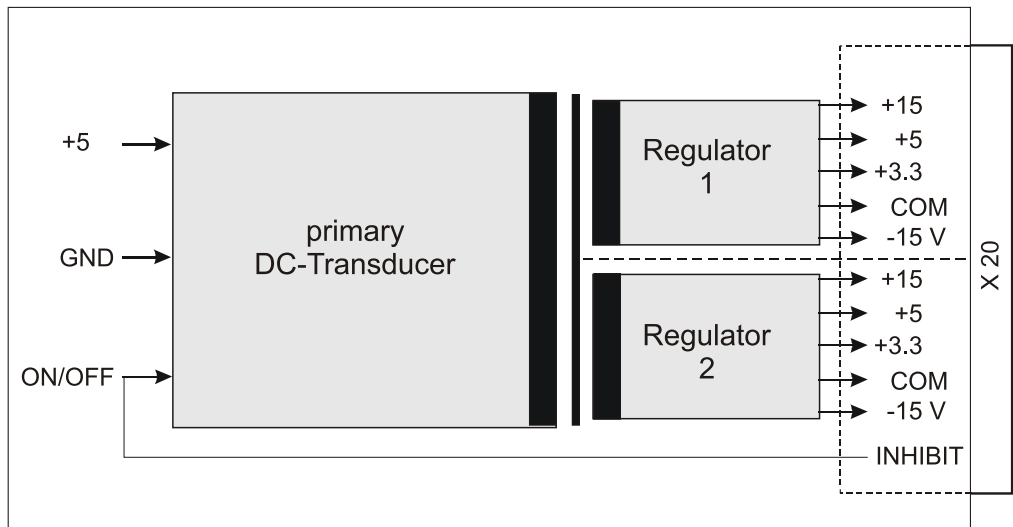 +5
GND
ON/OFF
primary
DC-Transducer
Regulator
1
+15
+5
+3.3
COM
-15 V
Regulator
2
+15
+5
+3.3
COM
-15 V
INHIBIT
X 20